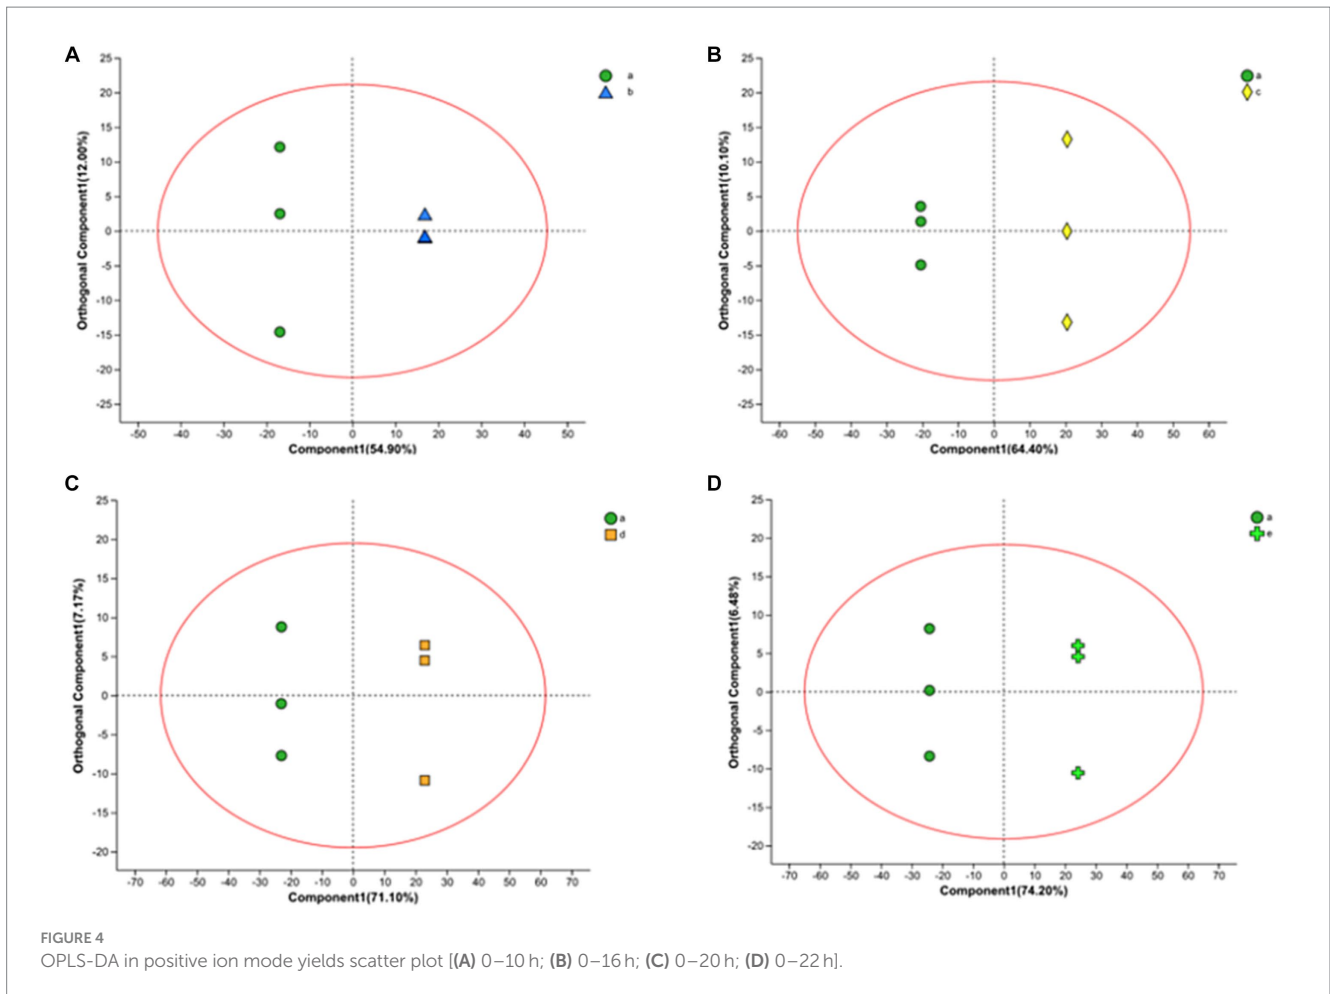 A
25
20
15
10
5
0
-5
-10
-15
-20
-25
Orthogonal Component1(12.00%)
-50 -40 -30 -20 -10 0 10 20 30 40 50
Component1(54.90%)
a
b
B
25
20
15
10
5
0
-5
-10
-15
-20
-25
Orthogonal Component1(10.10%)
-60 -50 -40 -30 -20 -10 0 10 20 30 40 50 60
Component1(64.40%)
a
c
C
25
20
15
10
5
0
-5
-10
-15
-20
Orthogonal Component1(7.17%)
-70 -60 -50 -40 -30 -20 -10 0 10 20 30 40 50 60 70
Component1(71.10%)
a
d
D
25
20
15
10
5
0
-5
-10
-15
-20
Orthogonal Component1(6.48%)
-70 -60 -50 -40 -30 -20 -10 0 10 20 30 40 50 60 70
Component1(74.20%)
a
e
FIGURE 4
OPLS-DA in positive ion mode yields scatter plot [(A) 0–10 h; (B) 0–16 h; (C) 0–20 h; (D) 0–22 h].